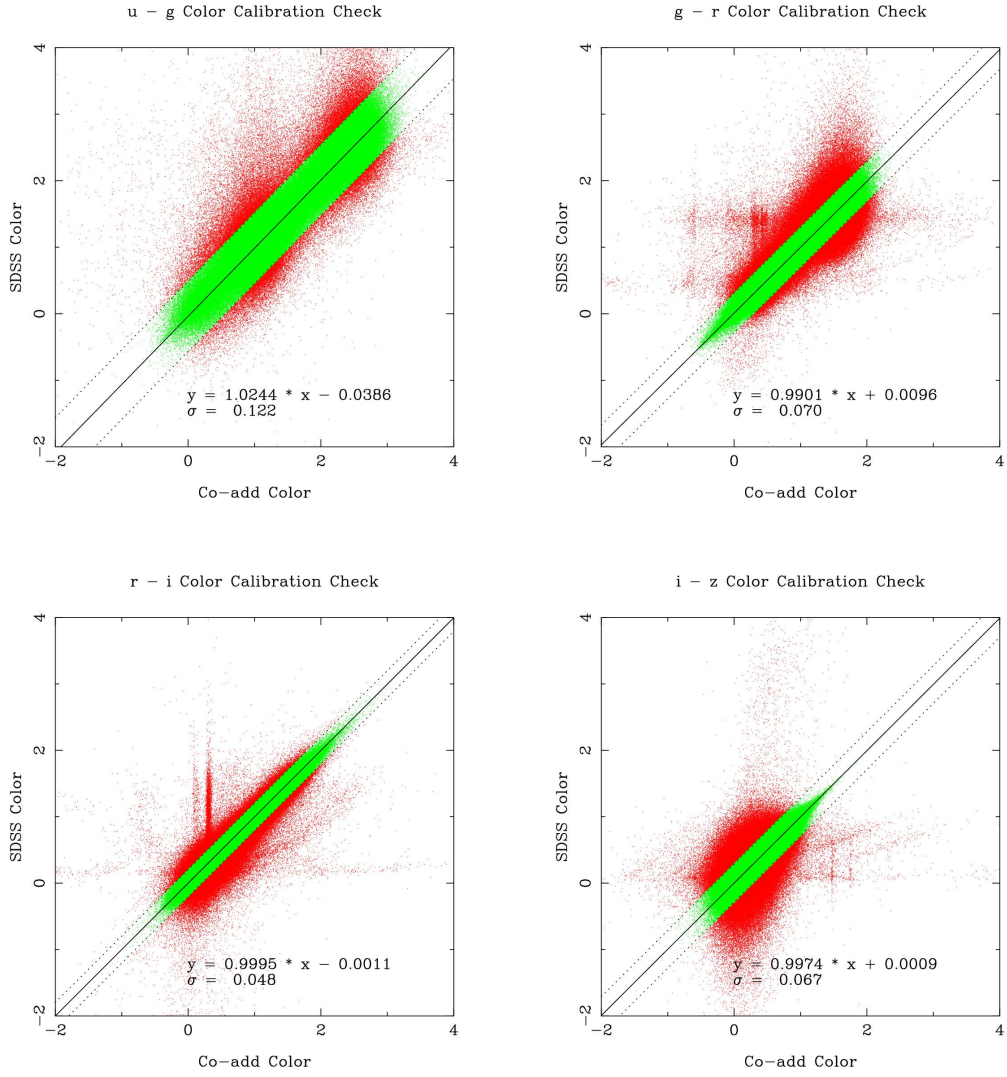 u − g Color Calibration Check
4
2
0
−2
SDSS Color
y = 1.0244 * x − 0.0386
σ = 0.122
−2 0 2 4
Co−add Color
g − r Color Calibration Check
4
2
0
−2
SDSS Color
y = 0.9901 * x + 0.0096
σ = 0.070
−2 0 2 4
Co−add Color
r − i Color Calibration Check
4
2
0
−2
SDSS Color
y = 0.9995 * x − 0.0011
σ = 0.048
−2 0 2 4
Co−add Color
i − z Color Calibration Check
4
2
0
−2
SDSS Color
y = 0.9974 * x + 0.0009
σ = 0.067
−2 0 2 4
Co−add Color